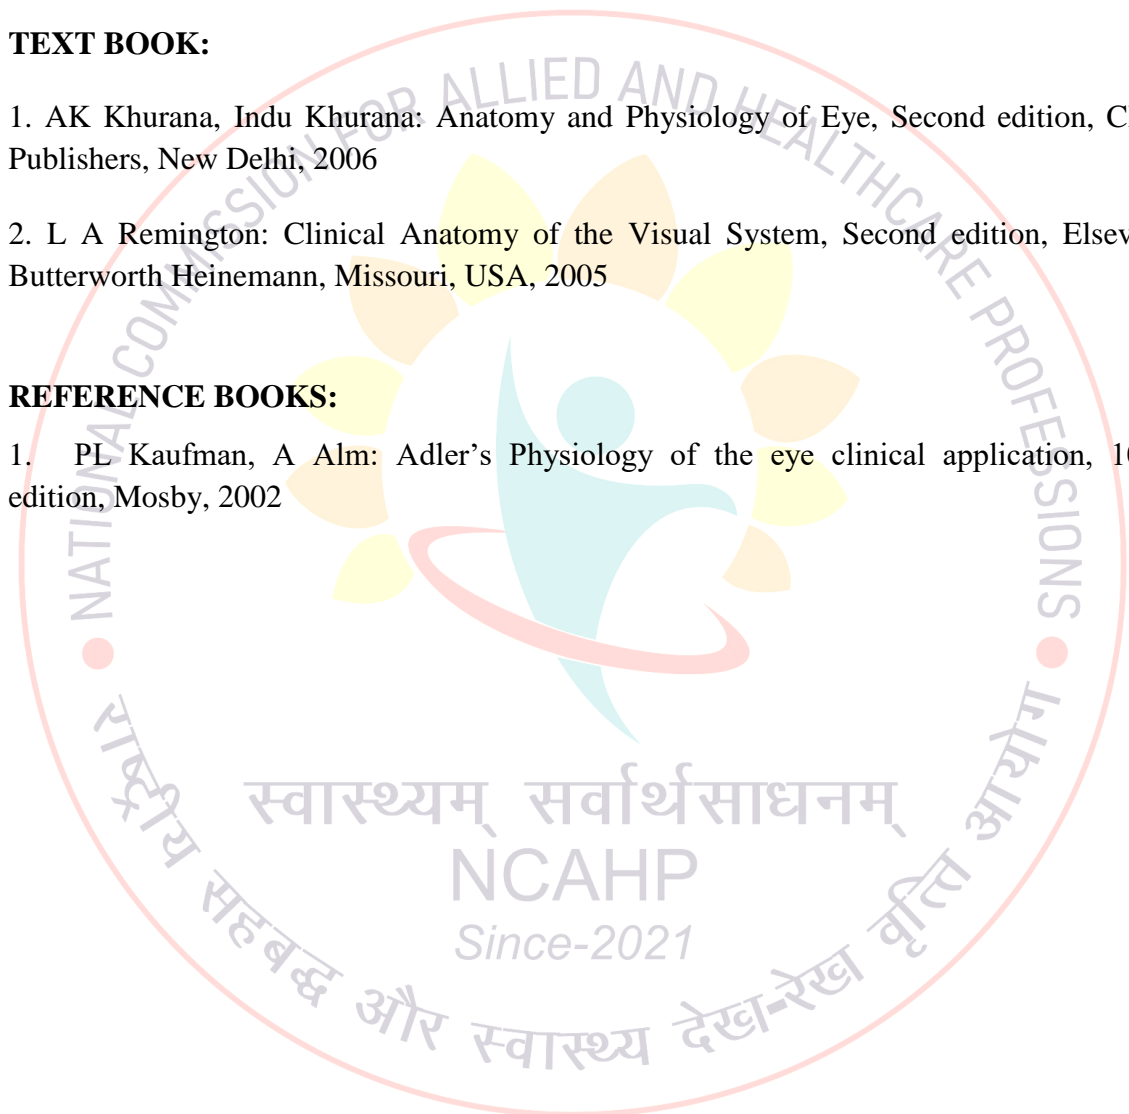 TEXT BOOK:
1. AK Khurana, Indu Khurana: Anatomy and Physiology of Eye, Second edition,
Publishers, New Delhi, 2006
2. L A Remington: Clinical Anatomy of the Visual System, Second edition,
Butterworth Heinemann, Missouri, USA, 2005
REFERENCE BOOKS:
1. PL Kaufman, A Alm: Adler’s Physiology of the eye clinical application,
edition, Mosby, 2002
NATIONAL COMMISSION FOR ALLIED AND HEALTHCARE PROFESSIONS
स्वास्थ्यम् सर्वार्थसाधनम्
NCAHP
Since-2021
राष्ट्रीय सहबद्ध और स्वास्थ्य देख-रेख वृत्ति आयोग